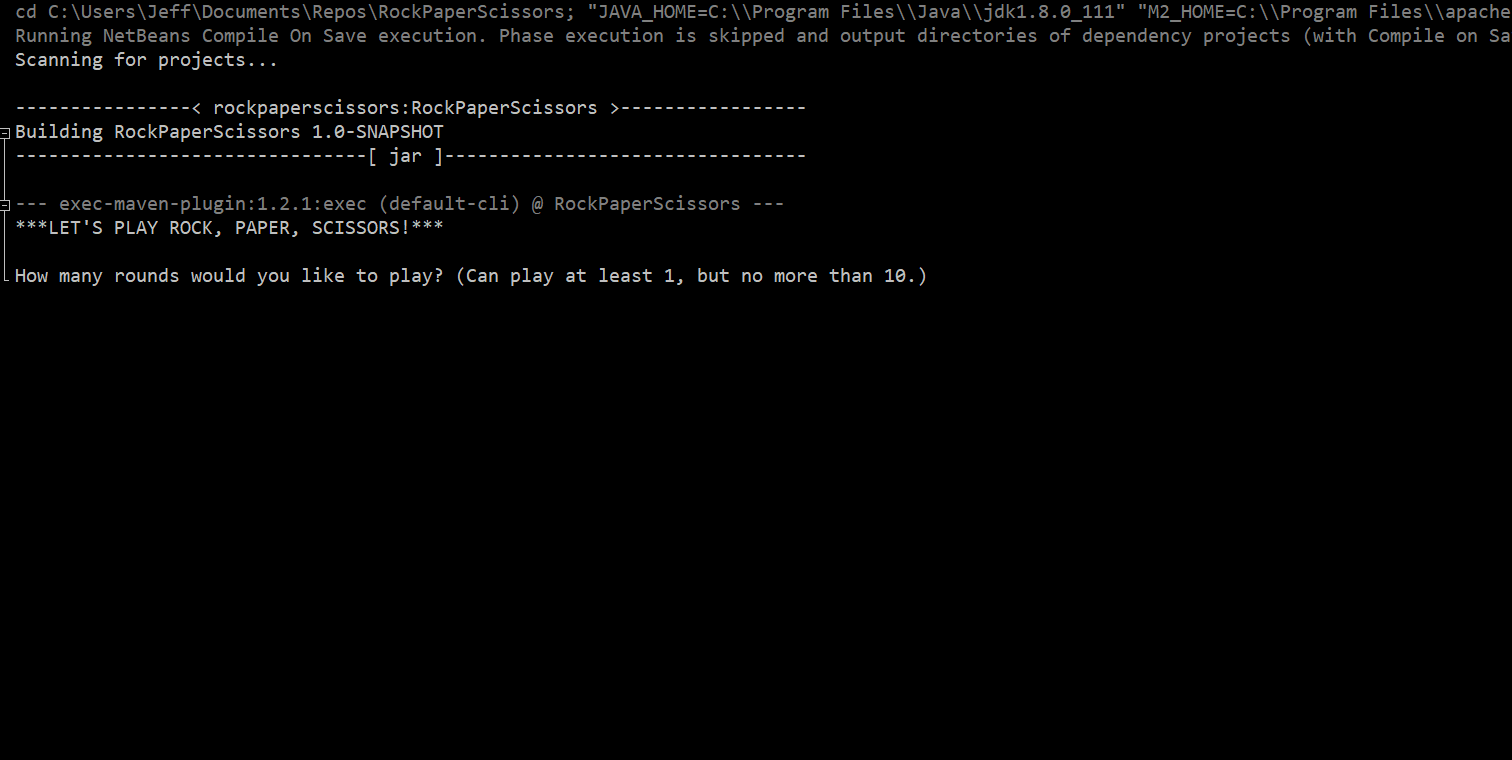 cd C:\Users\Jeff\Documents\Repos\RockPaperScissors; "JAVA_HOME=C:\\Program Files\\Java\\jdk1.8.0_111" "M2_HOME=C:\\Program Files\\apache
Running NetBeans Compile On Save execution. Phase execution is skipped and output directories of dependency projects (with Compile on Sa
Scanning for projects...
----------------< rockpaperscissors:RockPaperScissors >-----------------
Building RockPaperScissors 1.0-SNAPSHOT
--------------------------------[ jar ]---------------------------------
--- exec-maven-plugin:1.2.1:exec (default-cli) @ RockPaperScissors ---
***LET'S PLAY ROCK, PAPER, SCISSORS!***
How many rounds would you like to play? (Can play at least 1, but no more than 10.)